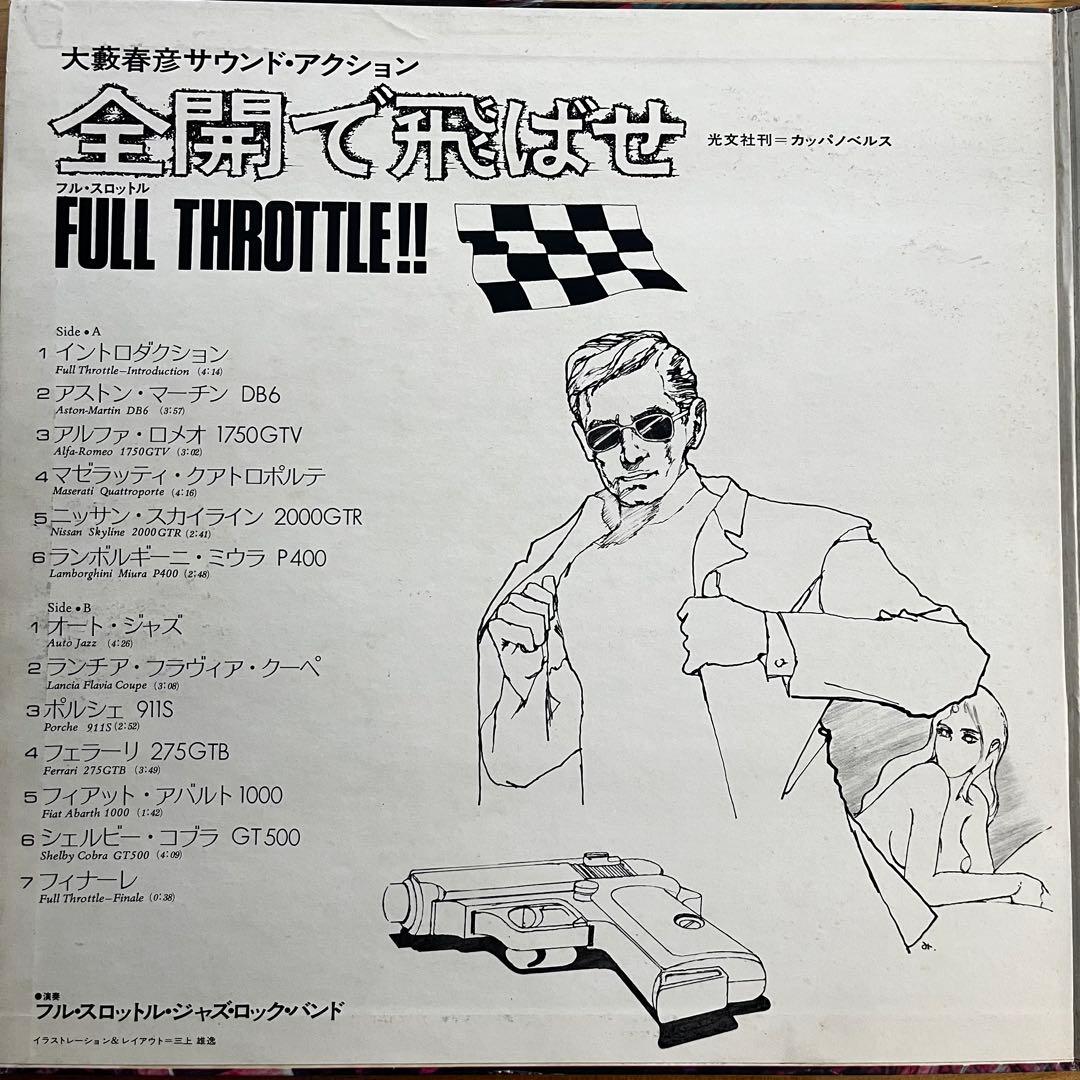 大藪春彦サウンド・アクション
全開で飛ばせ
光文社刊=カッパノベルス
フル・スロットル
FULL THROTTLE!!
Side • A
1 イントロダクション
Full Throttle–Introduction (4:14)
2 アストン・マーチン DB6
Aston-Martin DB6 (3:57)
3 アルファ・ロメオ 1750GTV
Alfa-Romeo 1750GTV (3:02)
4 マゼラッティ・クアトロポルテ
Maserati Quattroporte (4:16)
5 ニッサン・スカイライン 2000GTR
Nissan Skyline 2000GTR (2:41)
6 ランボルギーニ・ミウラ P400
Lamborghini Miura P400 (2:48)
Side • B
1 オート・ジャズ
Auto Jazz (4:26)
2 ランチア・フラヴィア・クーペ
Lancia Flavia Coupe (3:08)
3 ポルシェ 911S
Porche 911S (2:52)
4 フェラーリ 275GTB
Ferrari 275GTB (3:49)
5 フィアット・アバルト1000
Fiat Abarth 1000 (1:42)
6 シェルビー・コブラ GT500
Shelby Cobra GT500 (4:09)
7 フィナーレ
Full Throttle–Finale (0:38)
み.
●演奏
フル・スロットル・ジャズ・ロック・バンド
イラストレーション&レイアウト=三上 雄逸